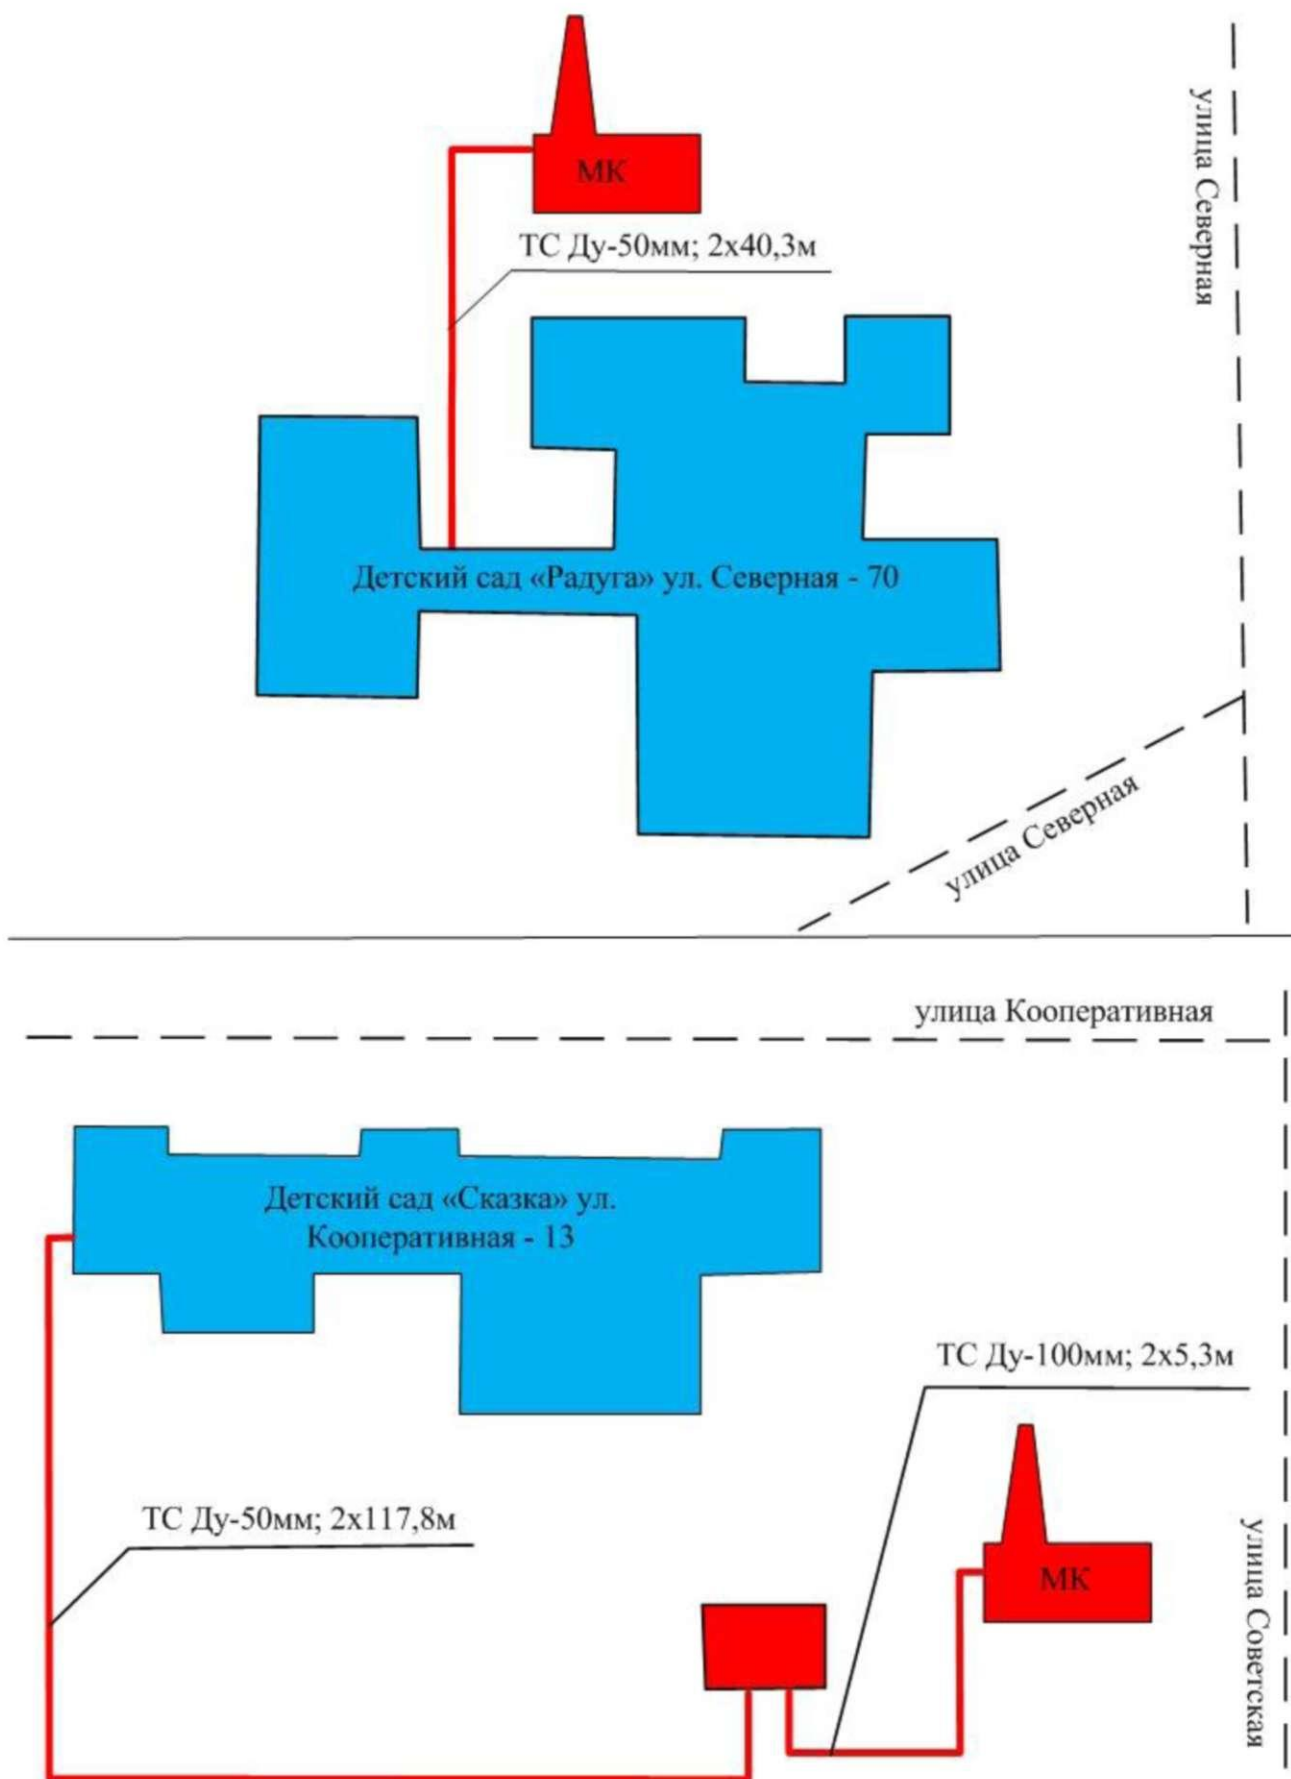 МК
улица Северная
ТС Ду-50мм; 2х40,3м
Детский сад «Радуга» ул. Северная - 70
улица Северная
улица Кооперативная
Детский сад «Сказка» ул.
Кооперативная - 13
ТС Ду-100мм; 2х5,3м
ТС Ду-50мм; 2х117,8м
МК
улица Советская